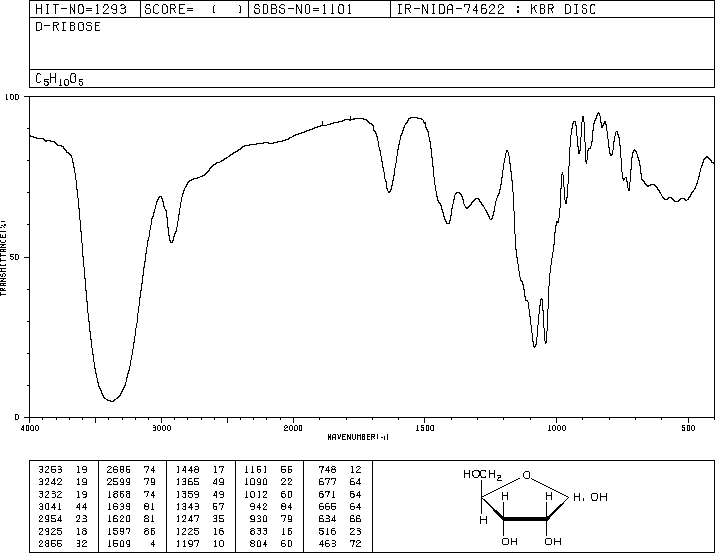 HIT-NO=1293 SCORE= ( ) SDBS-NO=1101 IR-NIDA-74622 : KBR DISC
D-RIBOSE
C5H10O5
100
TRANSMITTANCE(%)
50
0
4000 3000 2000 1500 1000 500
WAVENUMBER(-1)
3263 19 2686 74 1448 17 1161 66 748 12
3242 19 2599 79 1365 49 1090 22 677 64
3232 19 1868 74 1359 49 1012 60 671 64
3041 44 1639 81 1343 67 942 84 666 64
2954 23 1620 81 1247 35 930 79 634 66
2925 18 1597 86 1225 16 833 16 516 23
2866 32 1509 4 1197 10 804 60 463 72
HOCH2 O
H H H, OH
H
OH OH